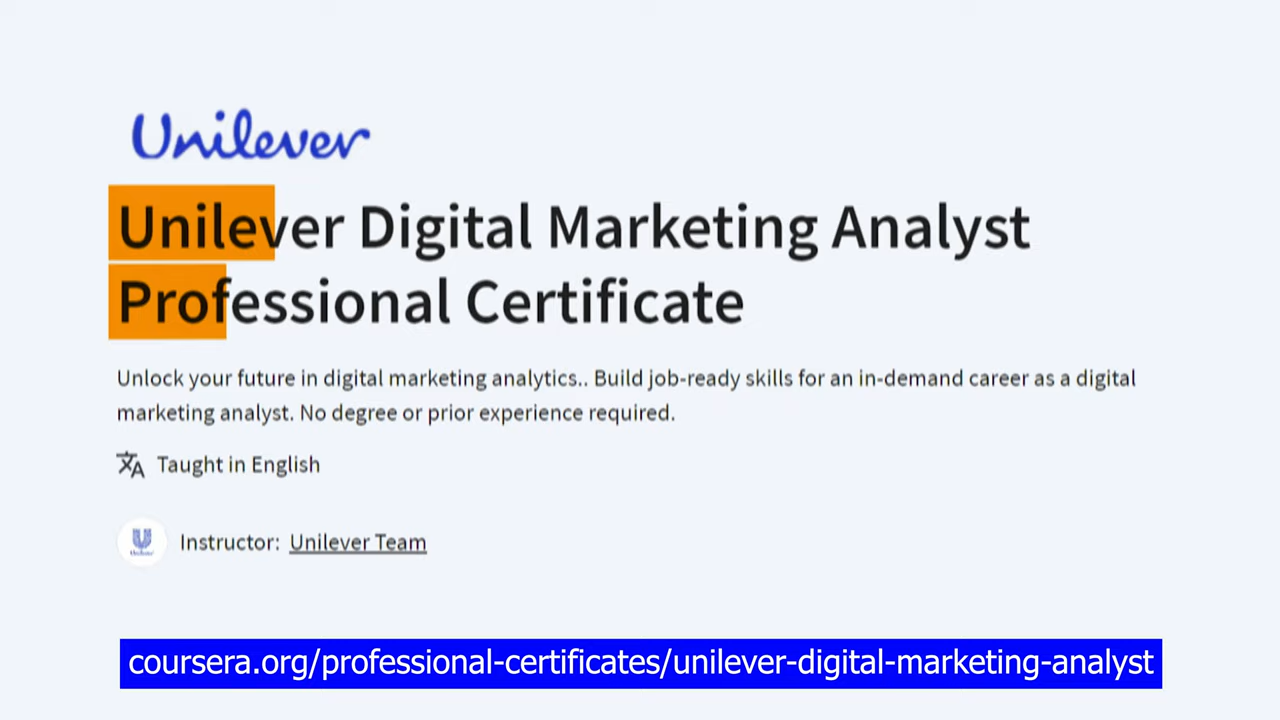 Unilever
Unilever Digital Marketing Analyst
Professional Certificate
Unlock your future in digital marketing analytics.. Build job-ready skills for an in-demand career as a digital
marketing analyst. No degree or prior experience required.
Taught in English
Instructor: Unilever Team
Unilever
coursera.org/professional-certificates/unilever-digital-marketing-analyst